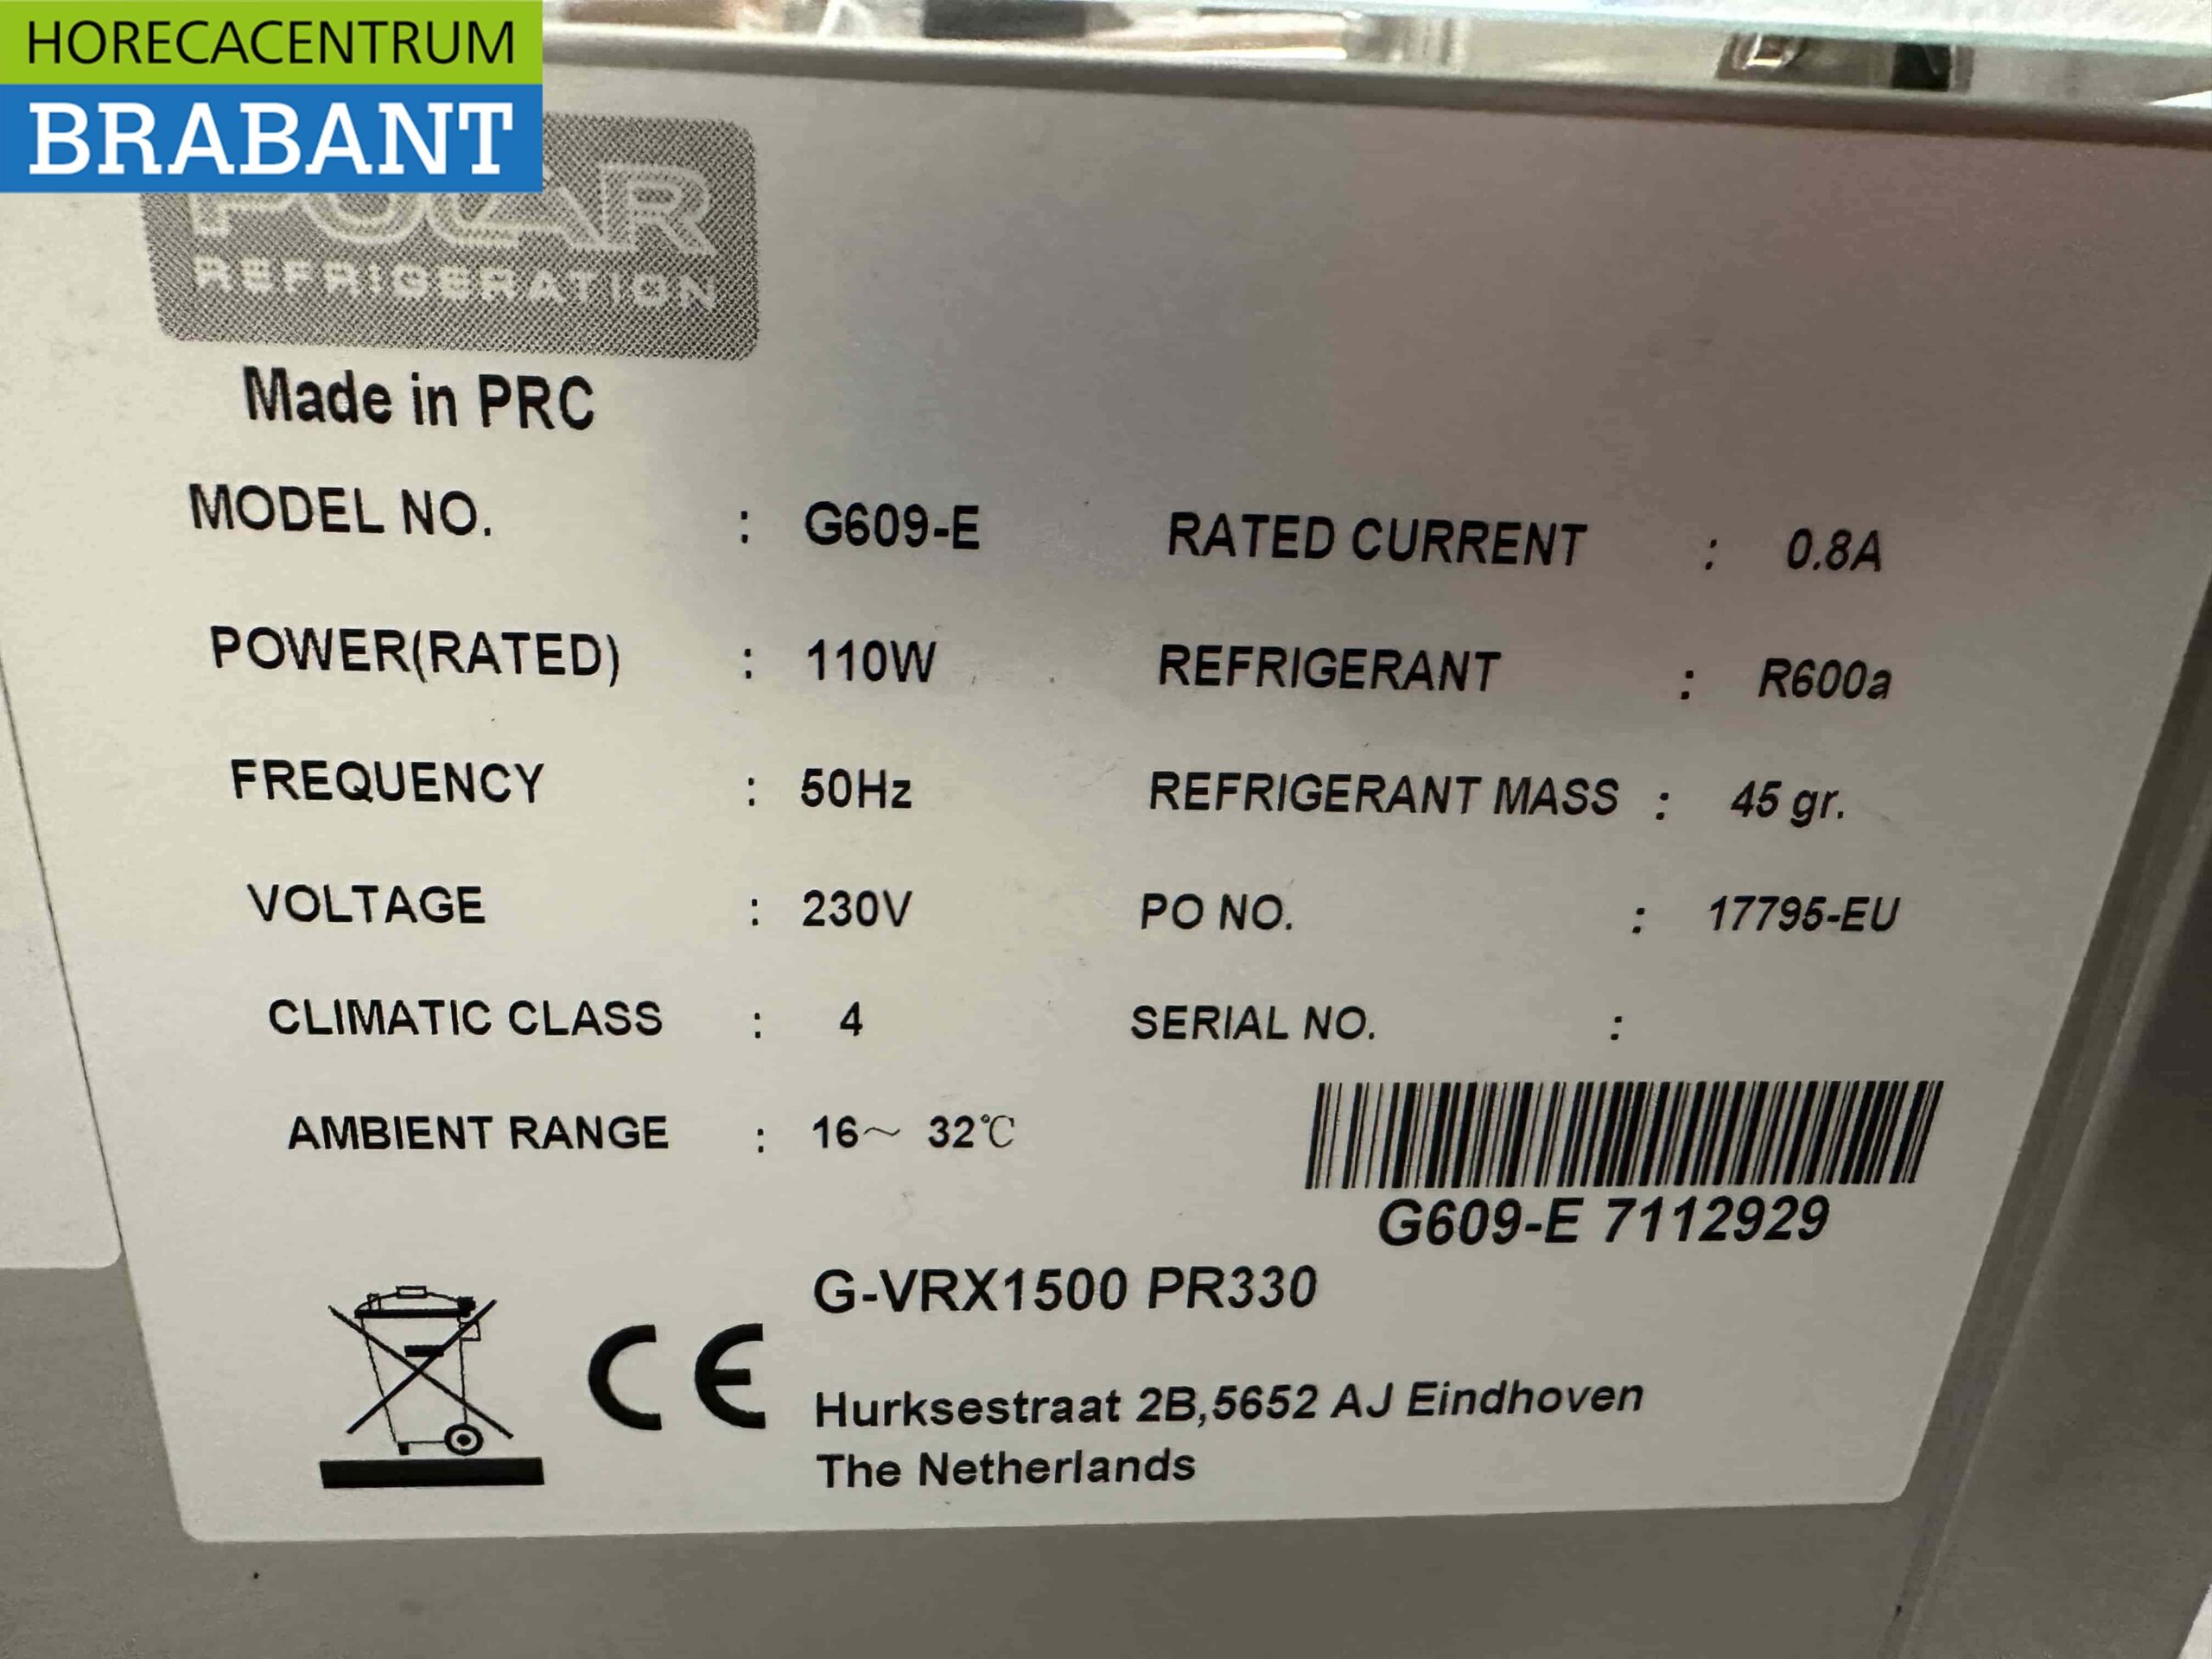 HORECACENTRUM
BRABANT
POLAR
REFRIGERATION
Made in PRC
MODEL NO. : G609-E RATED CURRENT : 0.8A
POWER(RATED) : 110W REFRIGERANT : R600a
FREQUENCY : 50Hz REFRIGERANT MASS : 45 gr.
VOLTAGE : 230V PO NO. : 17795-EU
CLIMATIC CLASS : 4 SERIAL NO. :
AMBIENT RANGE : 16~ 32℃
G609-E 7112929
G-VRX1500 PR330
CE
Hurksestraat 2B,5652 AJ Eindhoven
The Netherlands